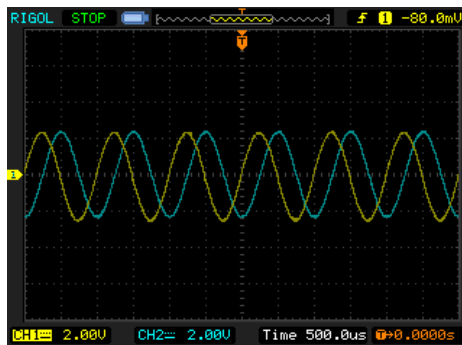 RIGOL STOP T 1 -80.0mV
T
1
CH1 2.00V CH2 2.00V Time 500.0us T→0.0000s